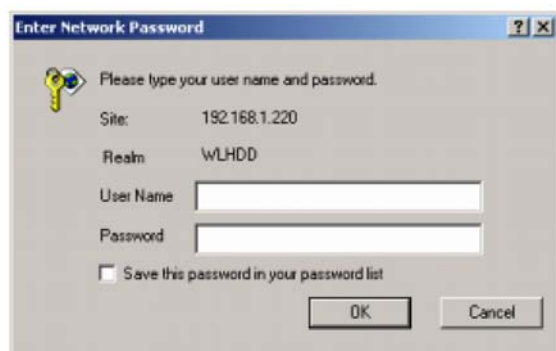 Enter Network Password
Please type your user name and password.
Site: 192.168.1.220
Realm WLHDD
User Name
Password
Save this password in your password list
OK Cancel